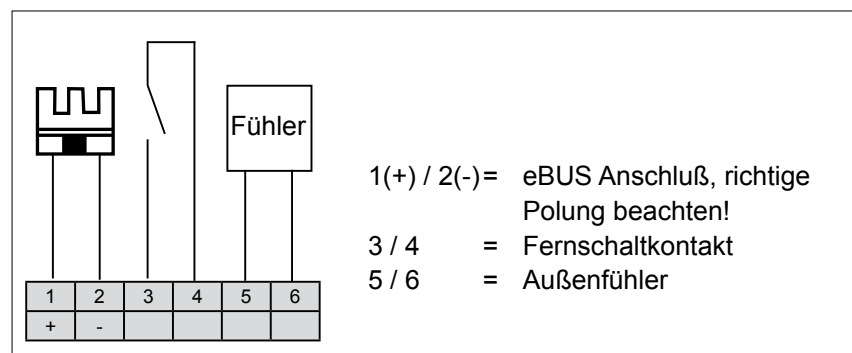 Fühler
1(+) / 2(-) = eBUS Anschluß, richtige
Polung beachten!
3 / 4 = Fernschaltkontakt
5 / 6 = Außenfühler
1 2 3 4 5 6
+ -